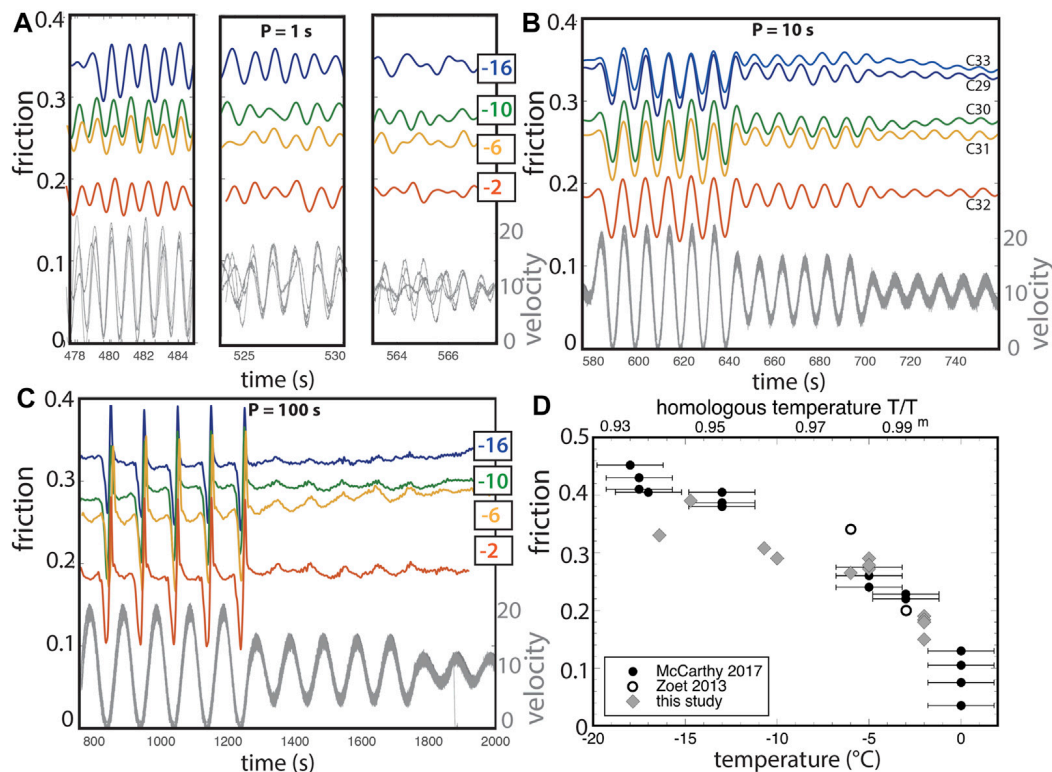 A
P = 1 s
friction
0.4
0.3
0.2
0.1
0
-16
-10
-6
-2
20
10
0
velocity
478 480 482 484
525 530
564 566
time (s)
B
P = 10 s
friction
0.4
0.3
0.2
0.1
0
C33
C29
C30
C31
C32
20
10
0
velocity
580 600 620 640 660 680 700 720 740
time (s)
C
P = 100 s
friction
0.4
0.3
0.2
0.1
0
-16
-10
-6
-2
20
10
0
velocity
800 1000 1200 1400 1600 1800 2000
time (s)
D
homologous temperature T/T m
0.93 0.95 0.97 0.99
friction
0.5
0.4
0.3
0.2
0.1
0
McCarthy 2017
Zoet 2013
this study
-20 -15 -10 -5 0
temperature (°C)